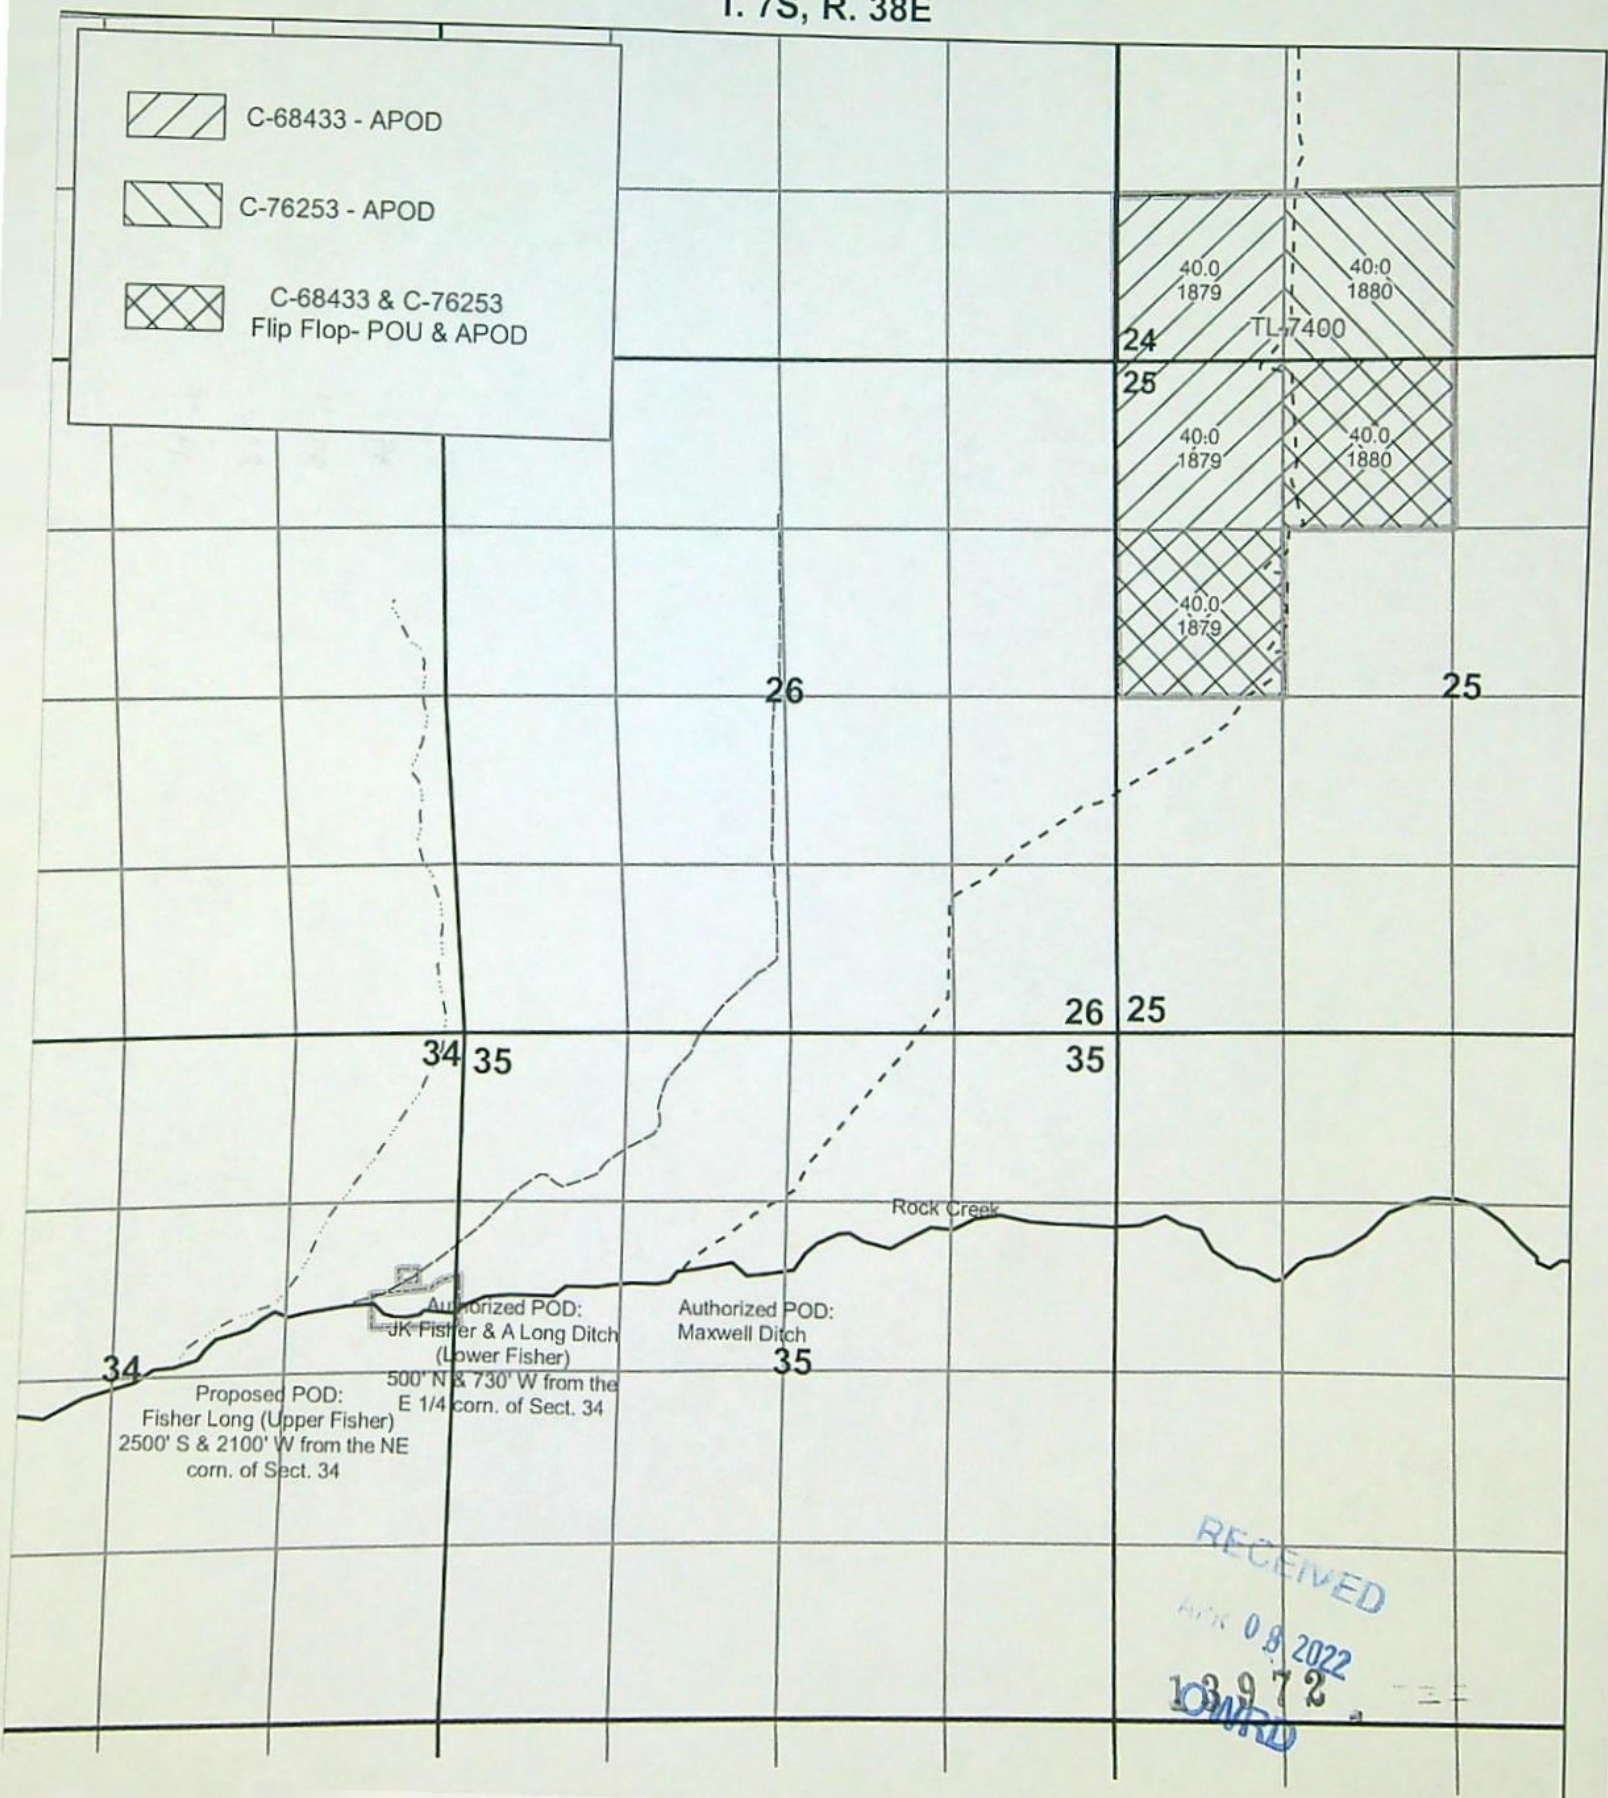 T. 7S, R. 38E
C-68433 - APOD
C-76253 - APOD
C-68433 & C-76253
Flip Flop- POU & APOD
40.0
1879
40.0
1880
TL-7400
24
25
40.0
1879
40.0
1880
40.0
1879
26
25
26
25
34
35
35
Rock Creek
Authorized POD:
JK Fisher & A Long Ditch
(Lower Fisher)
500' N & 730' W from the
E 1/4 corn. of Sect. 34
Authorized POD:
Maxwell Ditch
35
34
Proposed POD:
Fisher Long (Upper Fisher)
2500' S & 2100' W from the NE
corn. of Sect. 34
RECEIVED
APR 08 2022
13972
OWRD